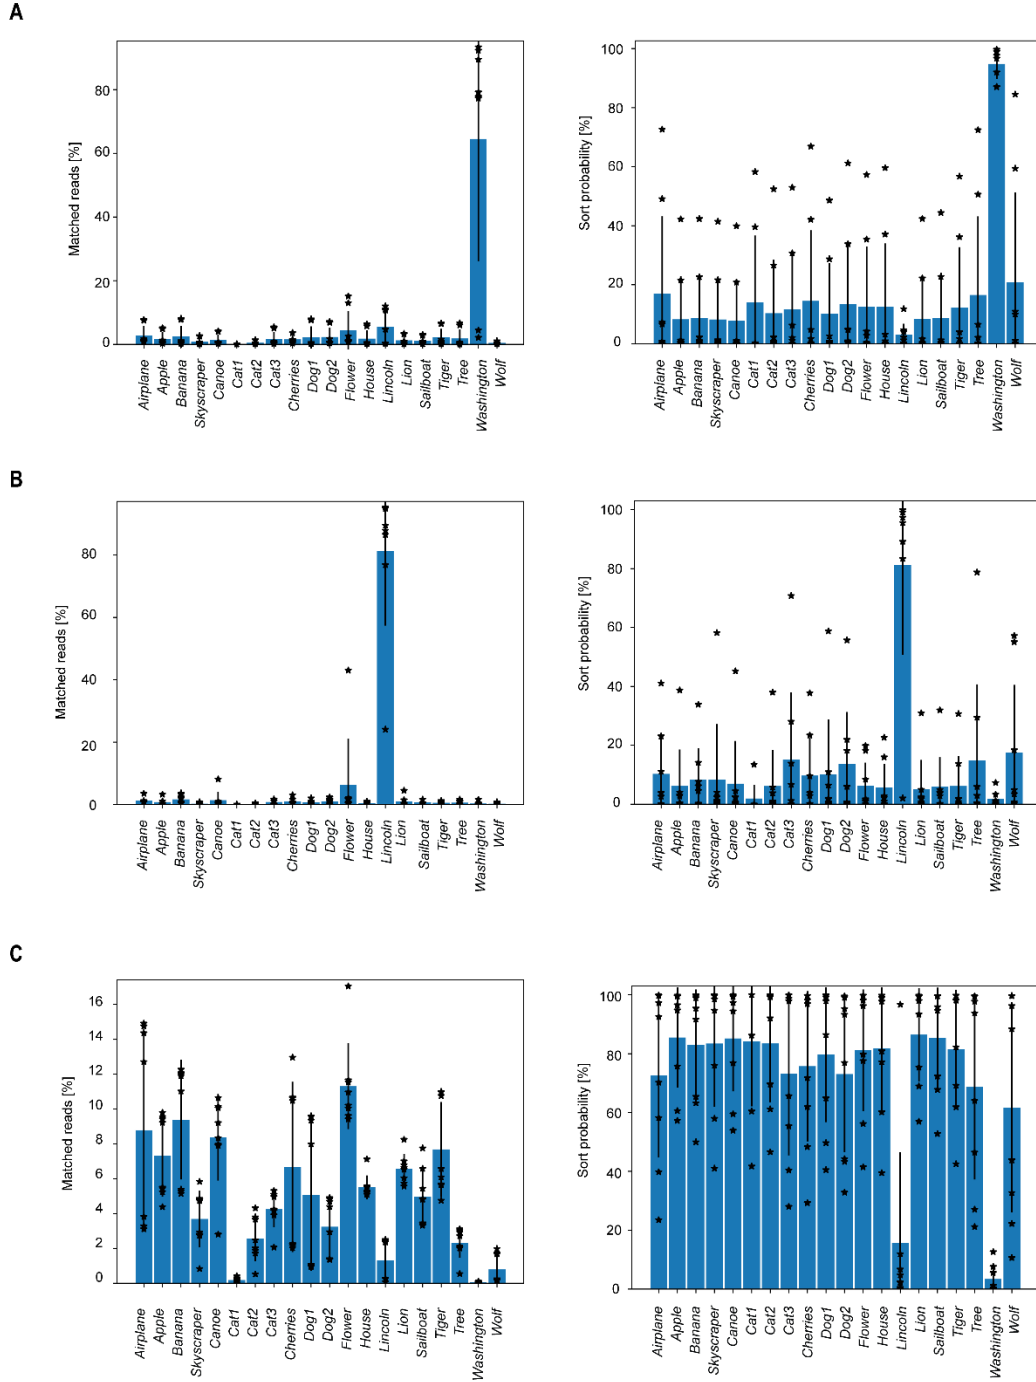 A
Matched reads [%]
80
60
40
20
0
Airplane
Apple
Banana
Skyscraper
Canoe
Cat1
Cat2
Cat3
Cherries
Dog1
Dog2
Flower
House
Lincoln
Lion
Sailboat
Tiger
Tree
Washington
Wolf
Sort probability [%]
100
80
60
40
20
0
Airplane
Apple
Banana
Skyscraper
Canoe
Cat1
Cat2
Cat3
Cherries
Dog1
Dog2
Flower
House
Lincoln
Lion
Sailboat
Tiger
Tree
Washington
Wolf
B
Matched reads [%]
80
60
40
20
0
Airplane
Apple
Banana
Skyscraper
Canoe
Cat1
Cat2
Cat3
Cherries
Dog1
Dog2
Flower
House
Lincoln
Lion
Sailboat
Tiger
Tree
Washington
Wolf
Sort probability [%]
100
80
60
40
20
0
Airplane
Apple
Banana
Skyscraper
Canoe
Cat1
Cat2
Cat3
Cherries
Dog1
Dog2
Flower
House
Lincoln
Lion
Sailboat
Tiger
Tree
Washington
Wolf
C
Matched reads [%]
16
14
12
10
8
6
4
2
0
Airplane
Apple
Banana
Skyscraper
Canoe
Cat1
Cat2
Cat3
Cherries
Dog1
Dog2
Flower
House
Lincoln
Lion
Sailboat
Tiger
Tree
Washington
Wolf
Sort probability [%]
100
80
60
40
20
0
Airplane
Apple
Banana
Skyscraper
Canoe
Cat1
Cat2
Cat3
Cherries
Dog1
Dog2
Flower
House
Lincoln
Lion
Sailboat
Tiger
Tree
Washington
Wolf